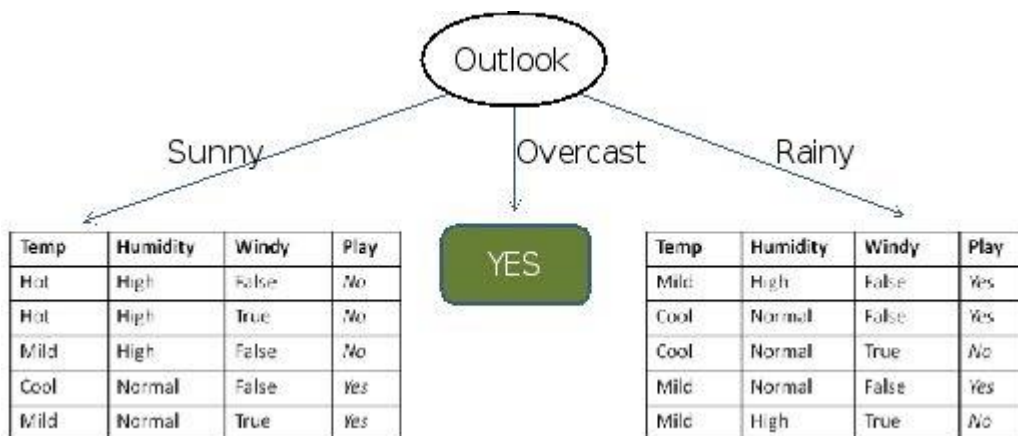 Outlook
Sunny
Overcast
Rainy
Temp Humidity Windy Play
Hot High False No
Hot High True No
Mild High False No
Cool Normal False Yes
Mild Normal True Yes
YES
Temp Humidity Windy Play
Mild High False Yes
Cool Normal False Yes
Cool Normal True No
Mild Normal False Yes
Mild High True No